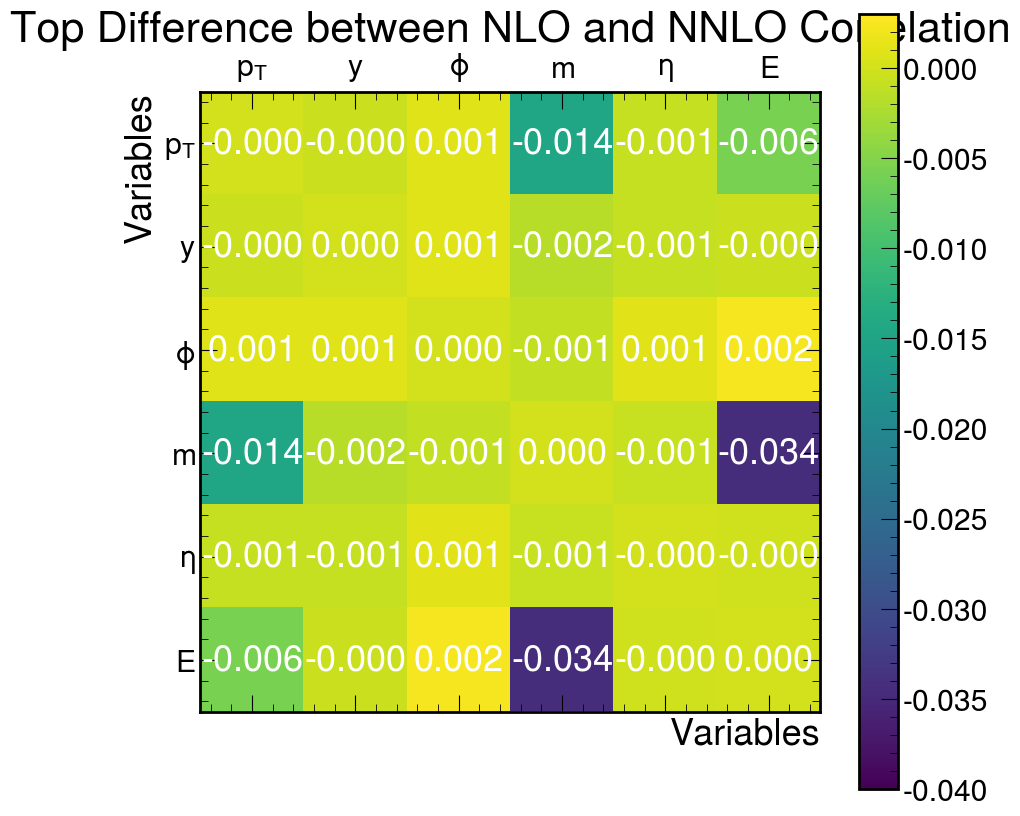 Top Difference between NLO and NNLO Correlation
pT y ϕ m η E
Variables
pT -0.000 -0.000 0.001 -0.014 -0.001 -0.006
y -0.000 0.000 0.001 -0.002 -0.001 -0.000
ϕ 0.001 0.001 0.000 -0.001 0.001 0.002
m -0.014 -0.002 -0.001 0.000 -0.001 -0.034
η -0.001 -0.001 0.001 -0.001 -0.000 -0.000
E -0.006 -0.000 0.002 -0.034 -0.000 0.000
Variables
0.000
-0.005
-0.010
-0.015
-0.020
-0.025
-0.030
-0.035
-0.040